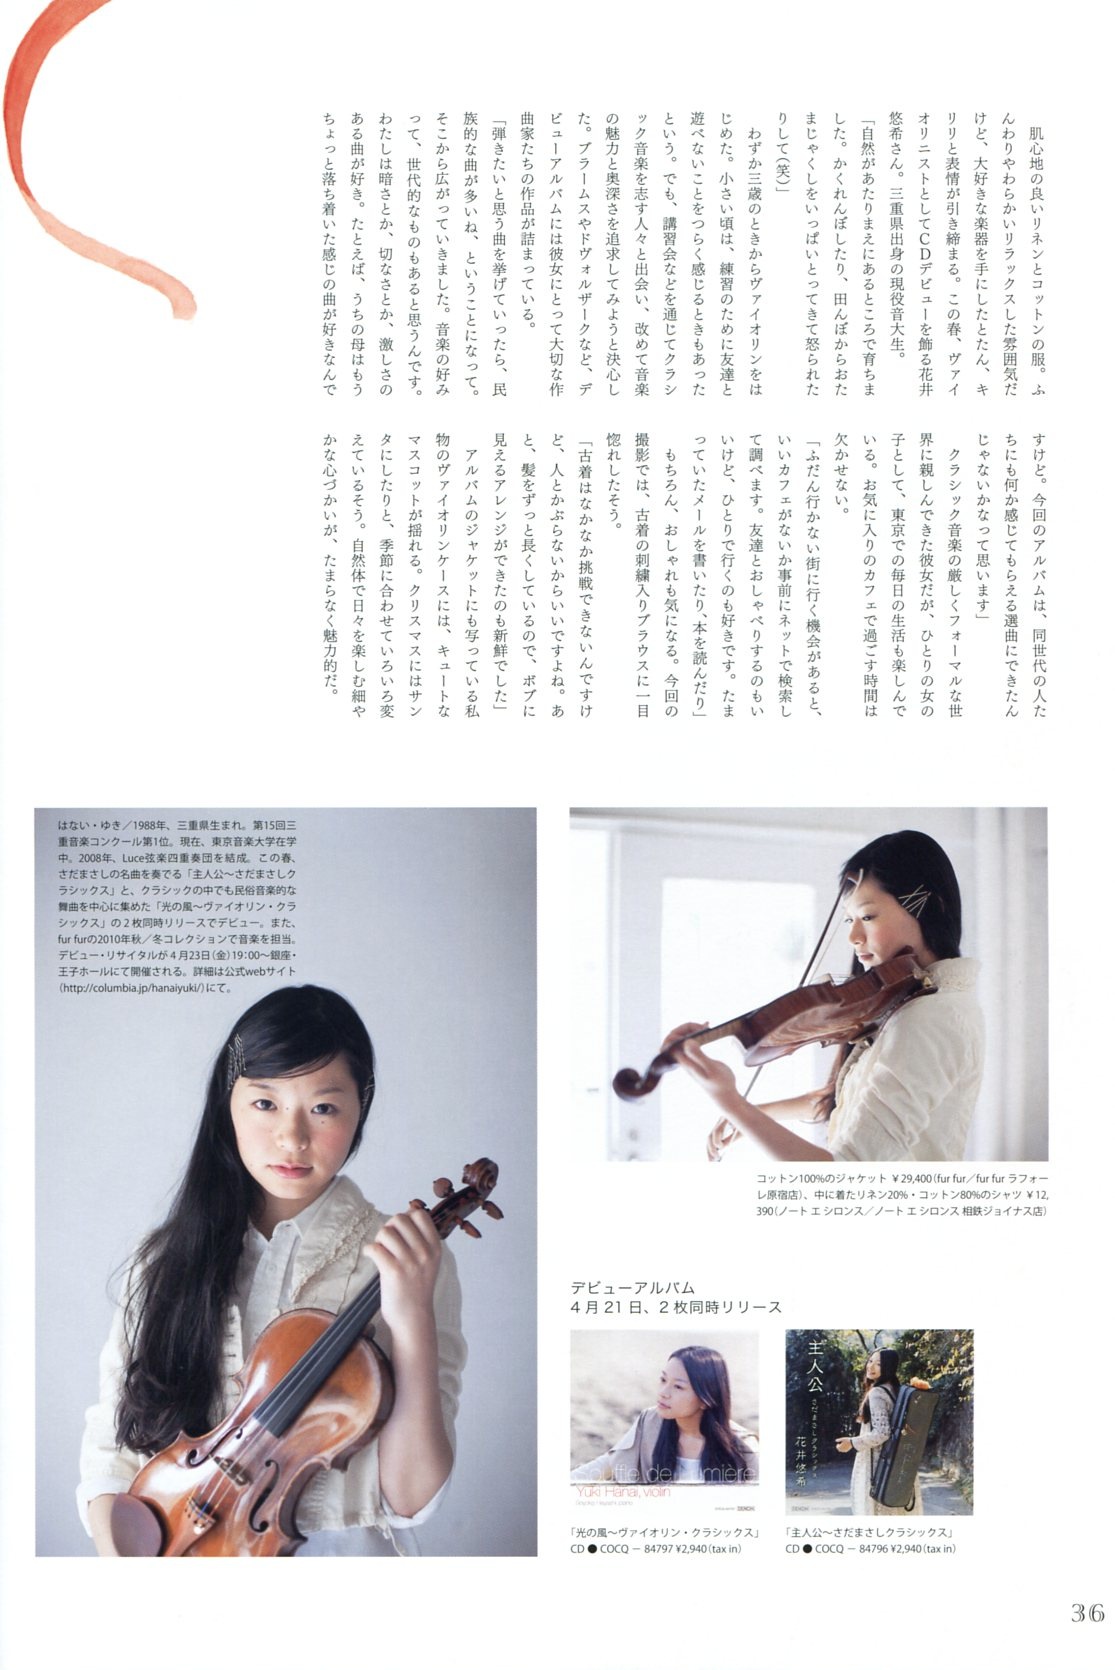 肌心地の良いリネンとコットンの服。ふ
んわりやわらかいリラックスした雰囲気だ
けど、大好きな楽器を手にしたとたん、キ
リリと表情が引き締まる。この春、ヴァイ
オリニストとしてCDデビューを飾る花井
悠希さん。三重県出身の現役音大生。
「自然があたりまえにあるところで育ちま
した。かくれんぼしたり、田んぼからおた
まじゃくしをいっぱいとってきて怒られた
りして(笑)」
わずか三歳のときからヴァイオリンをは
じめた。小さい頃は、練習のために友達と
遊べないことをつらく感じるときもあった
という。でも、講習会などを通じてクラシ
ック音楽を志す人々と出会い、改めて音楽
の魅力と奥深さを追求してみようと決心し
た。ブラームスやドヴォルザークなど、デ
ビューアルバムには彼女にとって大切な作
曲家たちの作品が詰まっている。
「弾きたいと思う曲を挙げていったら、民
族的な曲が多いね、ということになって。
そこから広がっていきました。音楽の好み
って、世代的なものもあると思うんです。
わたしは暗さとか、切なさとか、激しさの
ある曲が好き。たとえば、うちの母はもう
ちょっと落ち着いた感じの曲が好きなんで
すけど。今回のアルバムは、同世代の人た
ちにも何か感じてもらえる選曲にできたん
じゃないかなって思います」
クラシック音楽の厳しくフォーマルな世
界に親しんできた彼女だが、ひとりの女の
子として、東京での毎日の生活も楽しんで
いる。お気に入りのカフェで過ごす時間は
欠かせない。
「ふだん行かない街に行く機会があると、
いいカフェがないか事前にネットで検索し
て調べます。友達とおしゃべりするのもい
いけど、ひとりで行くのも好きです。たま
っていたメールを書いたり、本を読んだり」
もちろん、おしゃれも気になる。今回の
撮影では、古着の刺繍入りブラウスに一目
惚れしたそう。
「古着はなかなか挑戦できないんですけ
ど、人とかぶらないからいいですよね。あ
と、髪をずっと長くしているので、ボブに
見えるアレンジができたのも新鮮でした」
アルバムのジャケットにも写っている私
物のヴァイオリンケースには、キュートな
マスコットが揺れる。クリスマスにはサン
タにしたりと、季節に合わせていろいろ変
えているそう。自然体で日々を楽しむ細や
かな心づかいが、たまらなく魅力的だ。
はない・ゆき／1988年、三重県生まれ。第15回三
重音楽コンクール第1位。現在、東京音楽大学在学
中。2008年、Luce弦楽四重奏団を結成。この春、
さだまさしの名曲を奏でる「主人公〜さだまさしク
ラシックス」と、クラシックの中でも民俗音楽的な
舞曲を中心に集めた「光の風〜ヴァイオリン・クラ
シックス」の2枚同時リリースでデビュー。また、
fur furの2010年秋／冬コレクションで音楽を担当。
デビュー・リサイタルが4月23日(金)19:00〜銀座・
王子ホールにて開催される。詳細は公式webサイト
(http://columbia.jp/hanaiyuki/)にて。
コットン100%のジャケット ￥29,400(fur fur／fur fur ラフォー
レ原宿店)、中に着たリネン20%・コットン80%のシャツ ￥12,
390(ノート エ シロンス／ノート エ シロンス 相鉄ジョイナス店)
デビューアルバム
4月21日、2枚同時リリース
Souffle de Lumière
Yuki Hanai, violin
DENON
主人公
さだまさしクラシックス
花井悠希
DENON
「光の風〜ヴァイオリン・クラシックス」
CD ● COCQ － 84797 ¥2,940(tax in)
「主人公〜さだまさしクラシックス」
CD ● COCQ － 84796 ¥2,940(tax in)
36